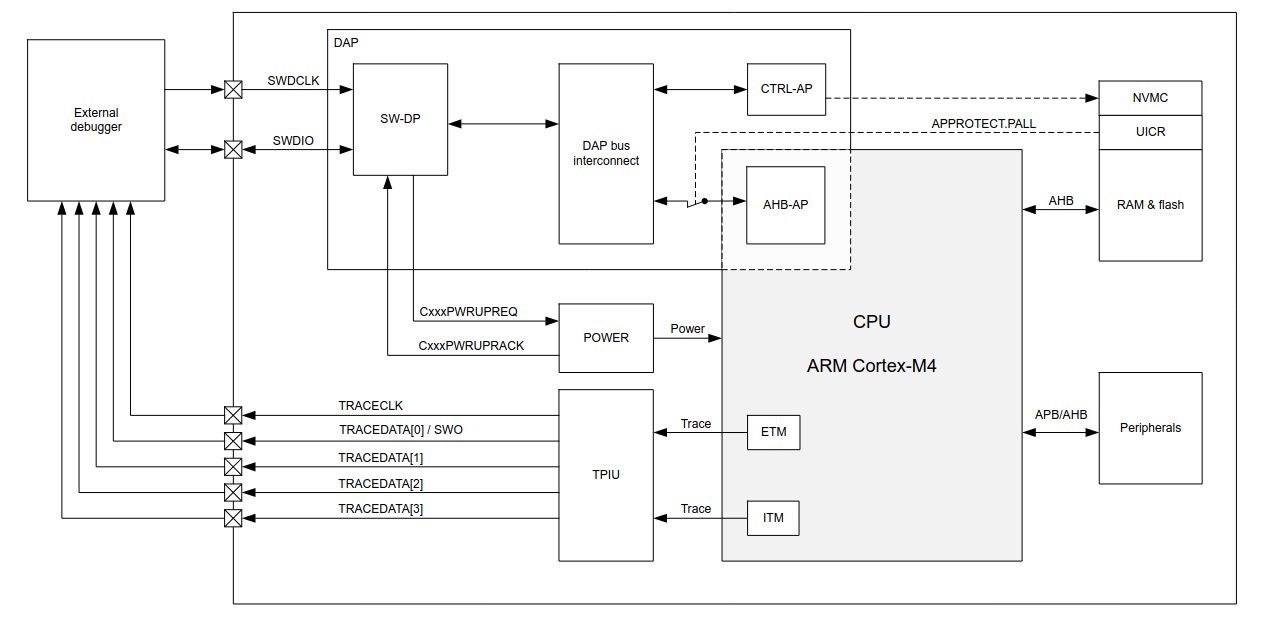 DAP
External
debugger
SWDCLK
SWDIO
SW-DP
DAP bus
interconnect
CTRL-AP
NVMC
APPROTECT.PALL
UICR
AHB-AP
AHB
RAM & flash
CxxxPWRUPREQ
CxxxPWRUPRACK
POWER
Power
CPU
ARM Cortex-M4
TRACECLK
TRACEDATA[0] / SWO
TRACEDATA[1]
TRACEDATA[2]
TRACEDATA[3]
TPIU
Trace
ETM
Trace
ITM
APB/AHB
Peripherals